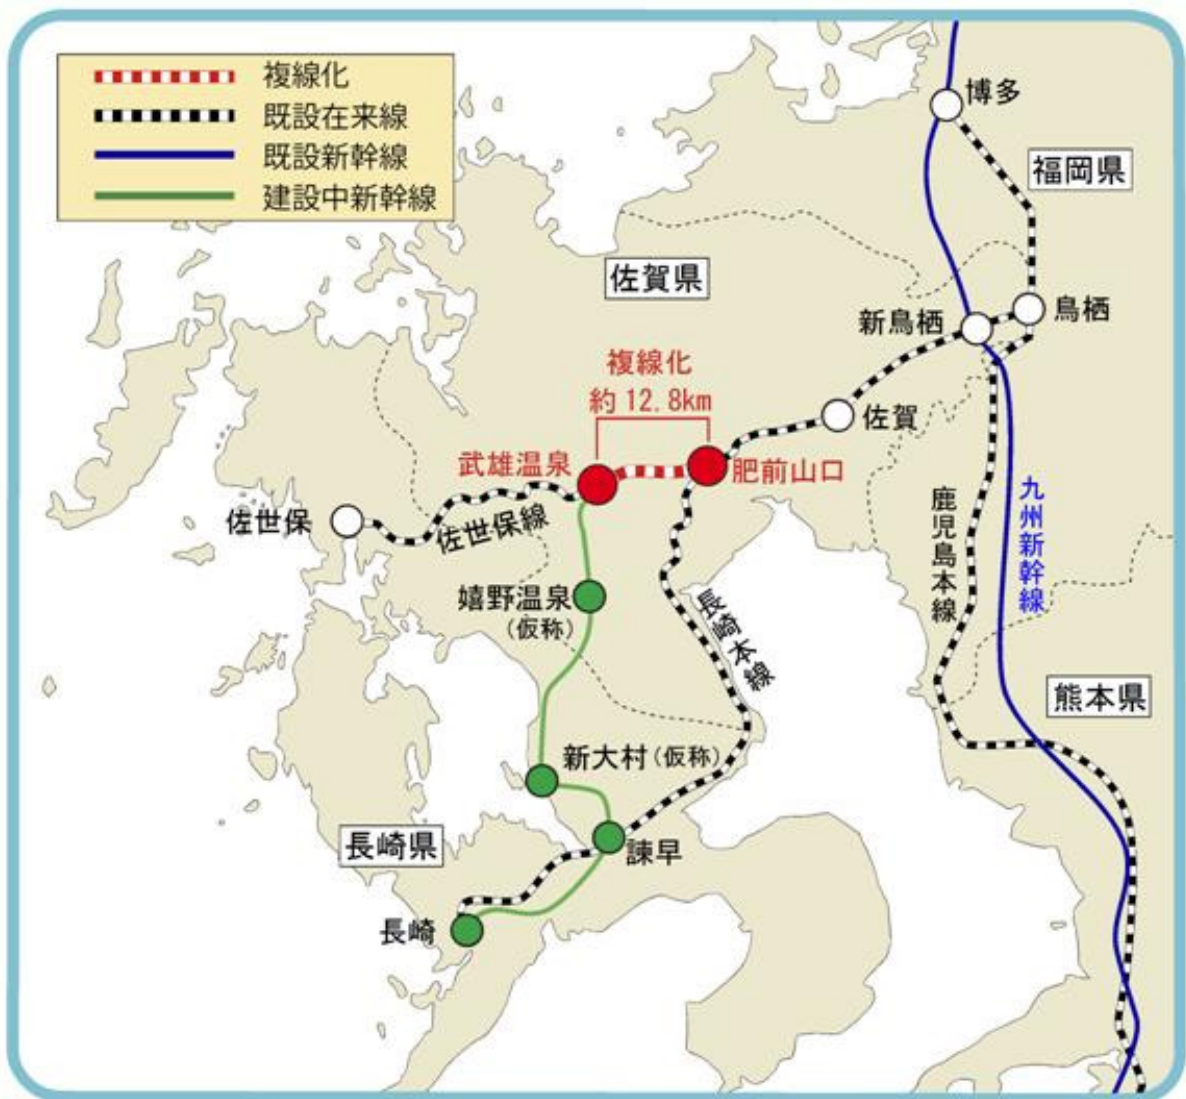 複線化
既設在来線
既設新幹線
建設中新幹線
博多
福岡県
佐賀県
鳥栖
新鳥栖
複線化
約12.8km
佐賀
武雄温泉
肥前山口
佐世保
佐世保線
鹿児島本線
九州新幹線
嬉野温泉
(仮称)
長崎本線
熊本県
新大村(仮称)
長崎県
諫早
長崎